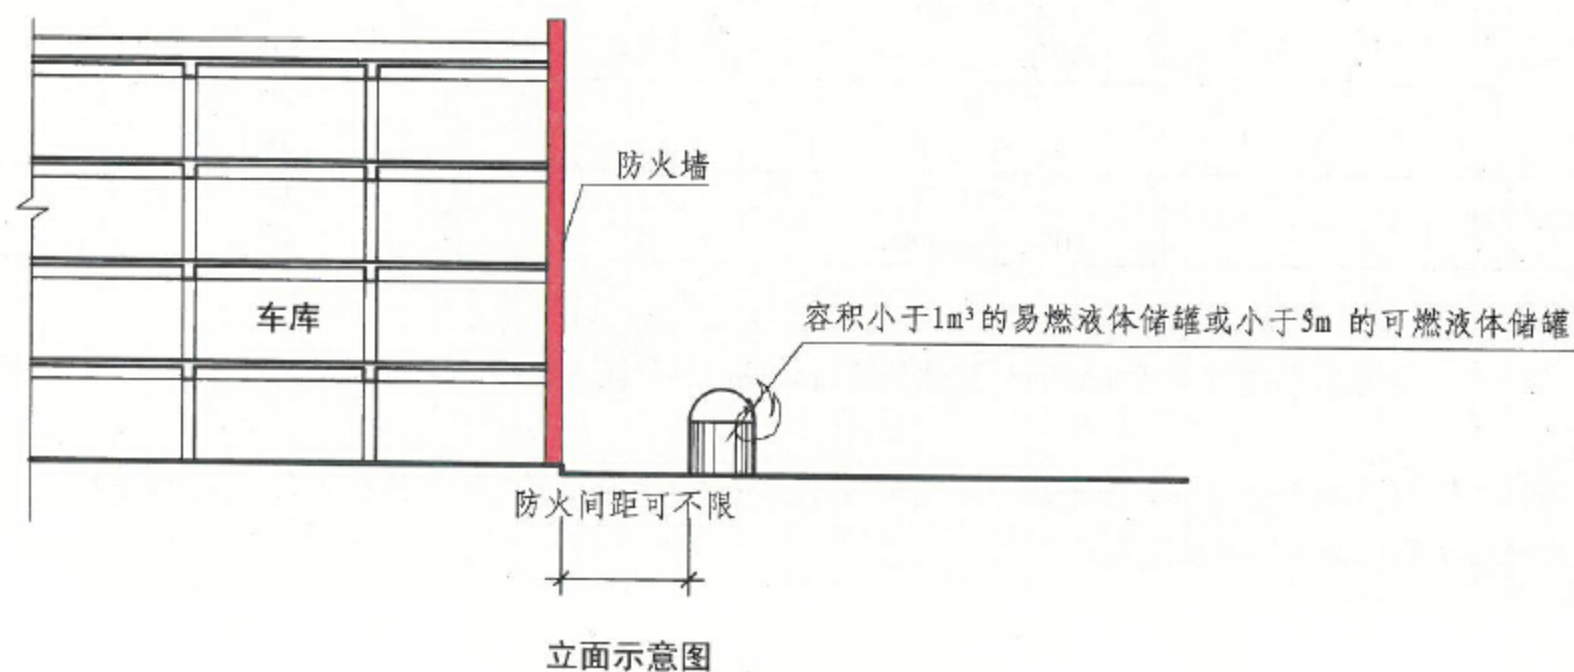 防火墙
车库
容积小于1m³的易燃液体储罐或小于5m 的可燃液体储罐
防火间距可不限
立面示意图